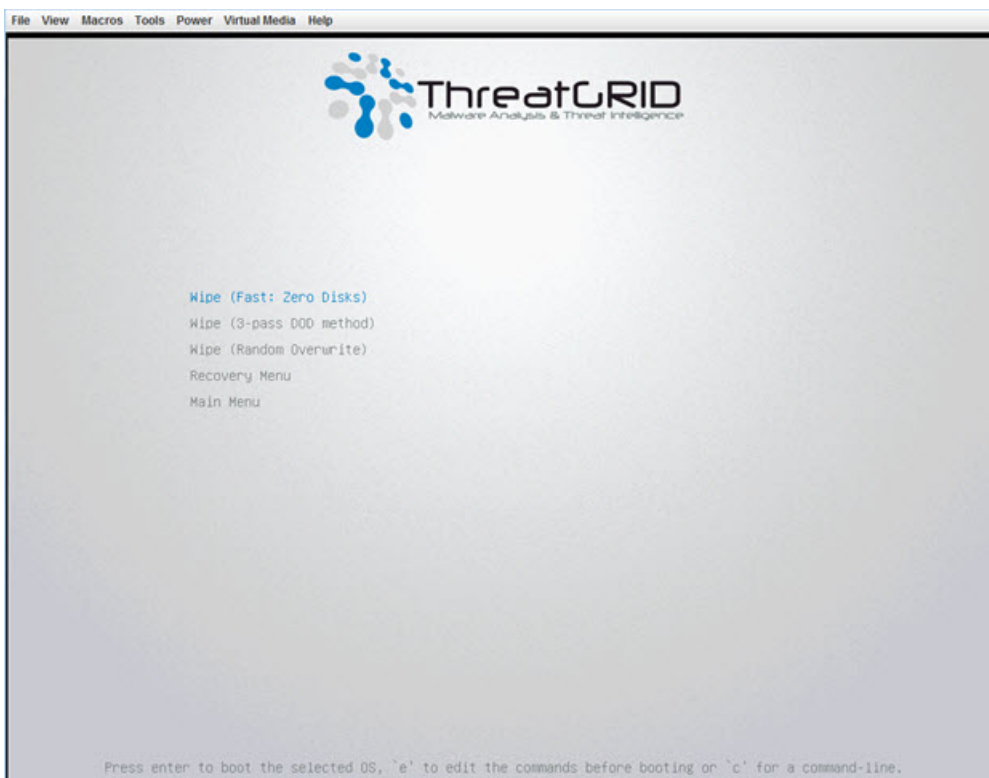 File View Macros Tools Power Virtual Media Help
ThreatGRID
Malware Analysis & Threat Intelligence
Wipe (Fast: Zero Disks)
Wipe (3-pass DOD method)
Wipe (Random Overwrite)
Recovery Menu
Main Menu
Press enter to boot the selected OS, `e' to edit the commands before booting or `c' for a command-line.